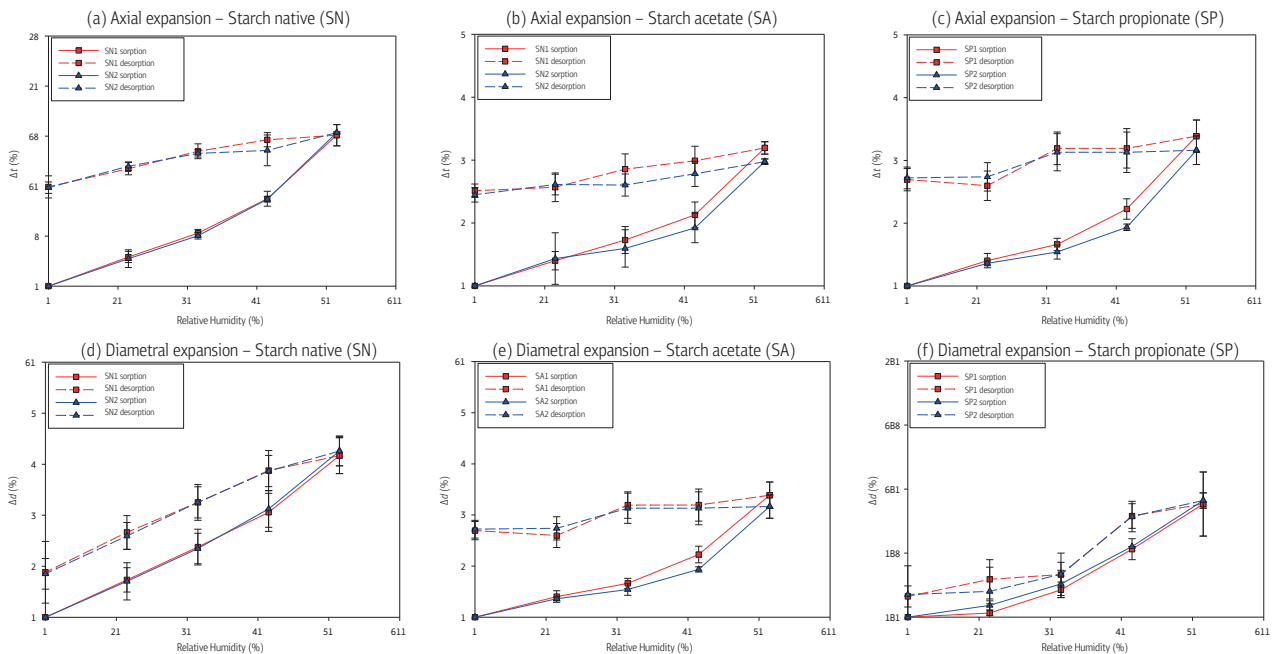 (a) Axial expansion – Starch native (SN)
28
21
68
61
8
1
Δt (%)
SN1 sorption
SN1 desorption
SN2 sorption
SN2 desorption
1 21 31 41 51 611
Relative Humidity (%)
(b) Axial expansion – Starch acetate (SA)
5
4
3
2
1
Δt (%)
SN1 sorption
SN1 desorption
SN2 sorption
SN2 desorption
1 21 31 41 51 611
Relative Humidity (%)
(c) Axial expansion – Starch propionate (SP)
5
4
3
2
1
Δt (%)
SP1 sorption
SP1 desorption
SP2 sorption
SP2 desorption
1 21 31 41 51 611
Relative Humidity (%)
(d) Diametral expansion – Starch native (SN)
61
5
4
3
2
1
Δd (%)
SN1 sorption
SN1 desorption
SN2 sorption
SN2 desorption
1 21 31 41 51 611
Relative Humidity (%)
(e) Diametral expansion – Starch acetate (SA)
61
5
4
3
2
1
Δd (%)
SA1 sorption
SA1 desorption
SA2 sorption
SA2 desorption
1 21 31 41 51 611
Relative Humidity (%)
(f) Diametral expansion – Starch propionate (SP)
2B1
6B8
6B1
1B8
1B1
Δd (%)
SP1 sorption
SP1 desorption
SP2 sorption
SP2 desorption
1 21 31 41 51 611
Relative Humidity (%)